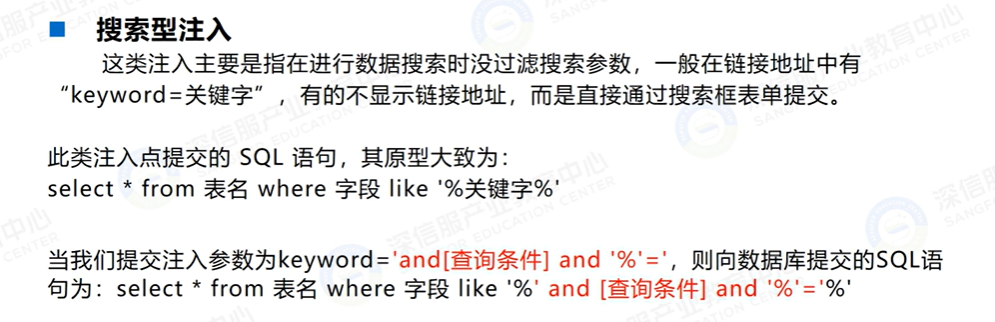 搜索型注入
这类注入主要是指在进行数据搜索时没过滤搜索参数，一般在链接地址中有
“keyword=关键字”，有的不显示链接地址，而是直接通过搜索框表单提交。
此类注入点提交的 SQL 语句，其原型大致为：
select * from 表名 where 字段 like '%关键字%'
当我们提交注入参数为keyword='and[查询条件] and '%'='，则向数据库提交的SQL语
句为：select * from 表名 where 字段 like '%' and [查询条件] and '%'='%'
深信服产业教育中心
SANGFOR EDUCATION CENTER